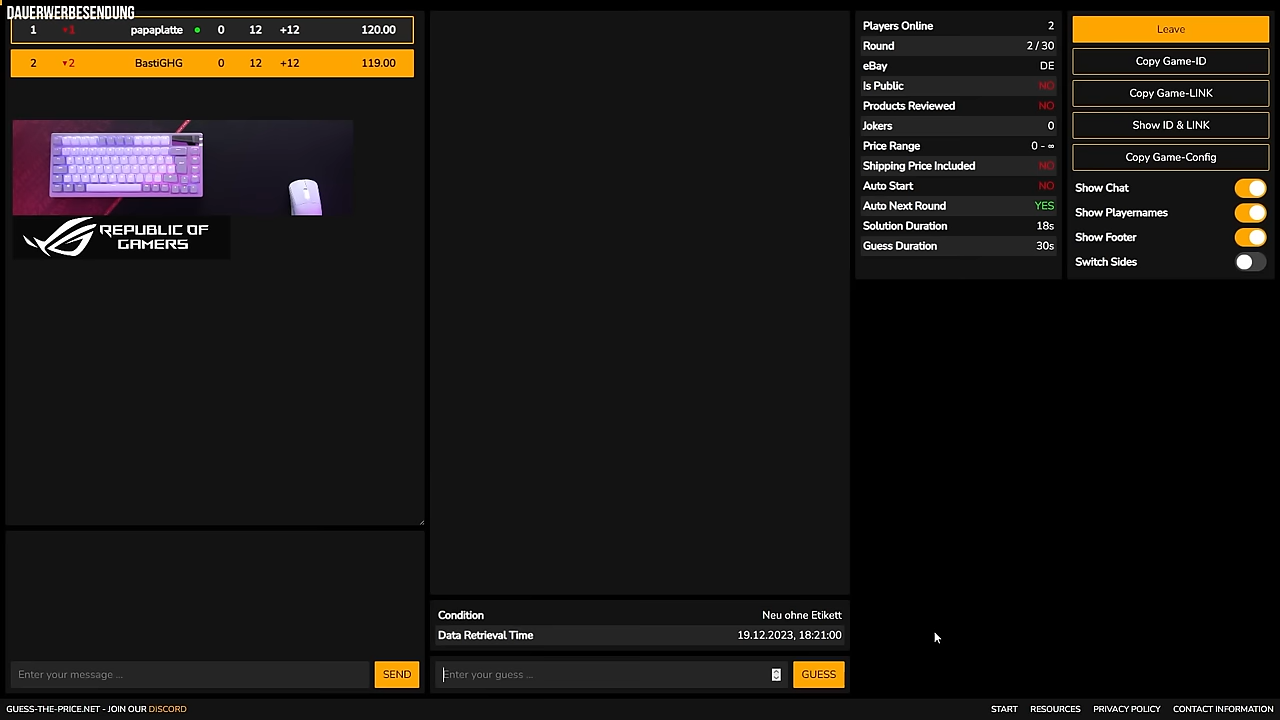 DAUERWERBESENDUNG
1 ▾1 papaplatte 0 12 +12 120.00
2 ▾2 BastiGHG 0 12 +12 119.00
REPUBLIC OF
GAMERS
Condition Neu ohne Etikett
Data Retrieval Time 19.12.2023, 18:21:00
Enter your message ... SEND
Enter your guess ... GUESS
Players Online 2
Round 2 / 30
eBay DE
Is Public NO
Products Reviewed NO
Jokers 0
Price Range 0 - ∞
Shipping Price Included NO
Auto Start NO
Auto Next Round YES
Solution Duration 18s
Guess Duration 30s
Leave
Copy Game-ID
Copy Game-LINK
Show ID & LINK
Copy Game-Config
Show Chat
Show Playernames
Show Footer
Switch Sides
GUESS-THE-PRICE.NET - JOIN OUR DISCORD
START RESOURCES PRIVACY POLICY CONTACT INFORMATION